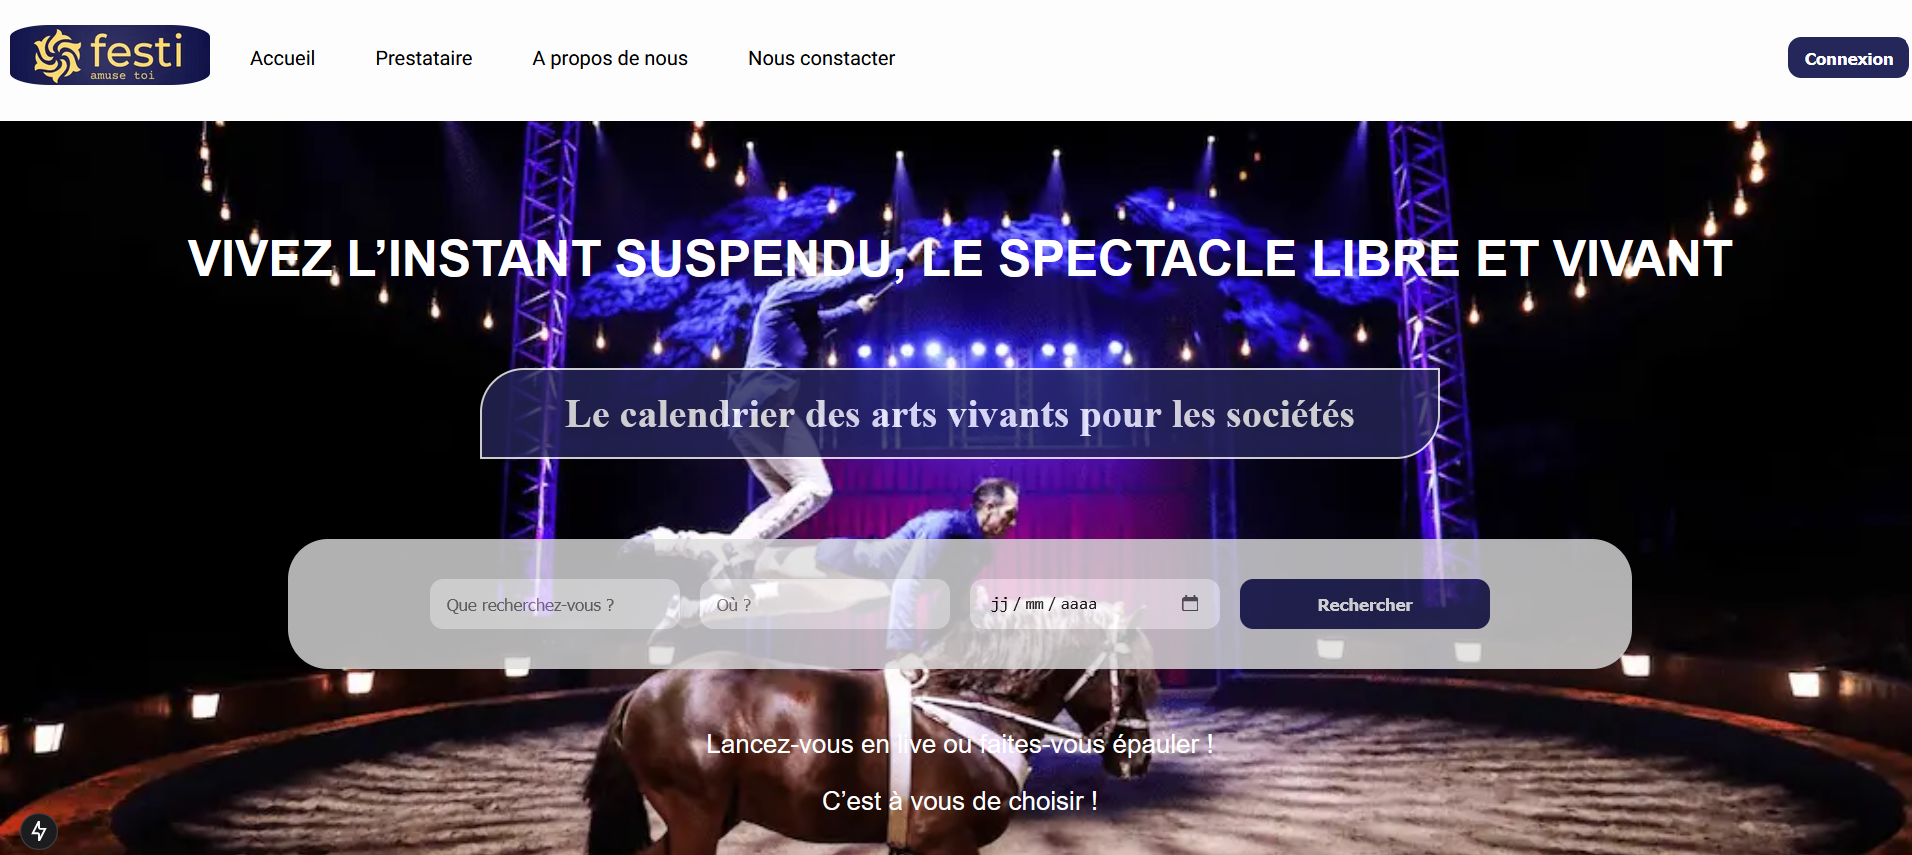 festi
amuse toi
Accueil
Prestataire
A propos de nous
Nous constacter
Connexion
VIVEZ L’INSTANT SUSPENDU, LE SPECTACLE LIBRE ET VIVANT
Le calendrier des arts vivants pour les sociétés
Que recherchez-vous ?
Où ?
jj / mm / aaaa
Rechercher
Lancez-vous en live ou faites-vous épauler !
C’est à vous de choisir !